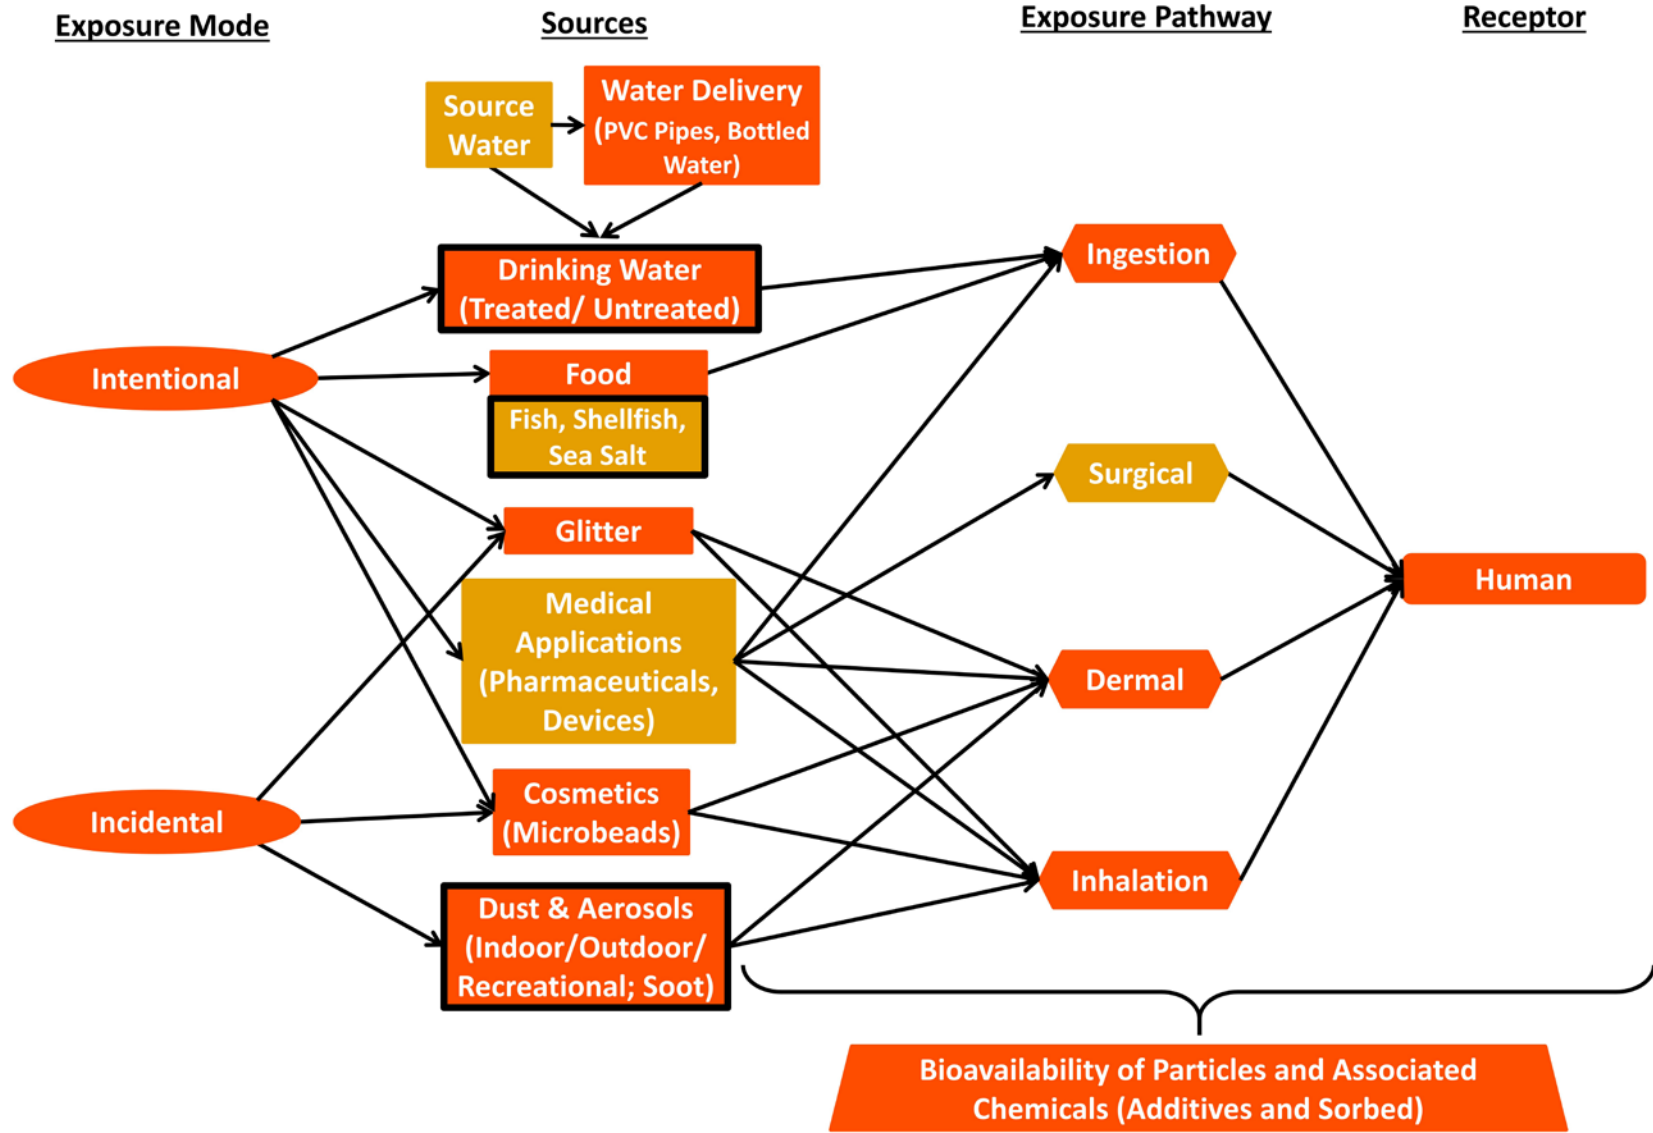 Exposure Mode
Sources
Exposure Pathway
Receptor
Source
Water
Water Delivery
(PVC Pipes, Bottled
Water)
Drinking Water
(Treated/ Untreated)
Ingestion
Intentional
Food
Fish, Shellfish,
Sea Salt
Surgical
Glitter
Human
Medical
Applications
(Pharmaceuticals,
Devices)
Dermal
Incidental
Cosmetics
(Microbeads)
Inhalation
Dust & Aerosols
(Indoor/Outdoor/
Recreational; Soot)
Bioavailability of Particles and Associated
Chemicals (Additives and Sorbed)